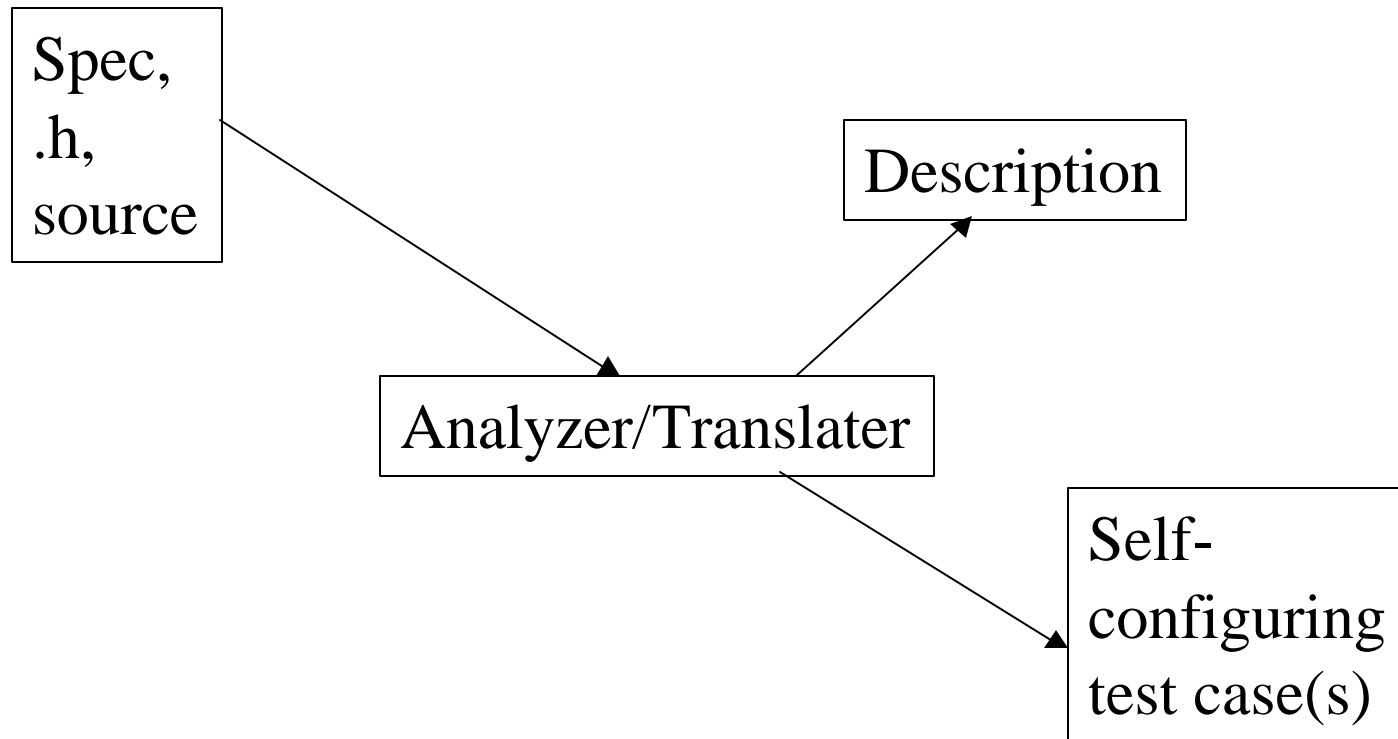 Spec,
.h,
source
Description
Analyzer/Translater
Self-
configuring
test case(s)